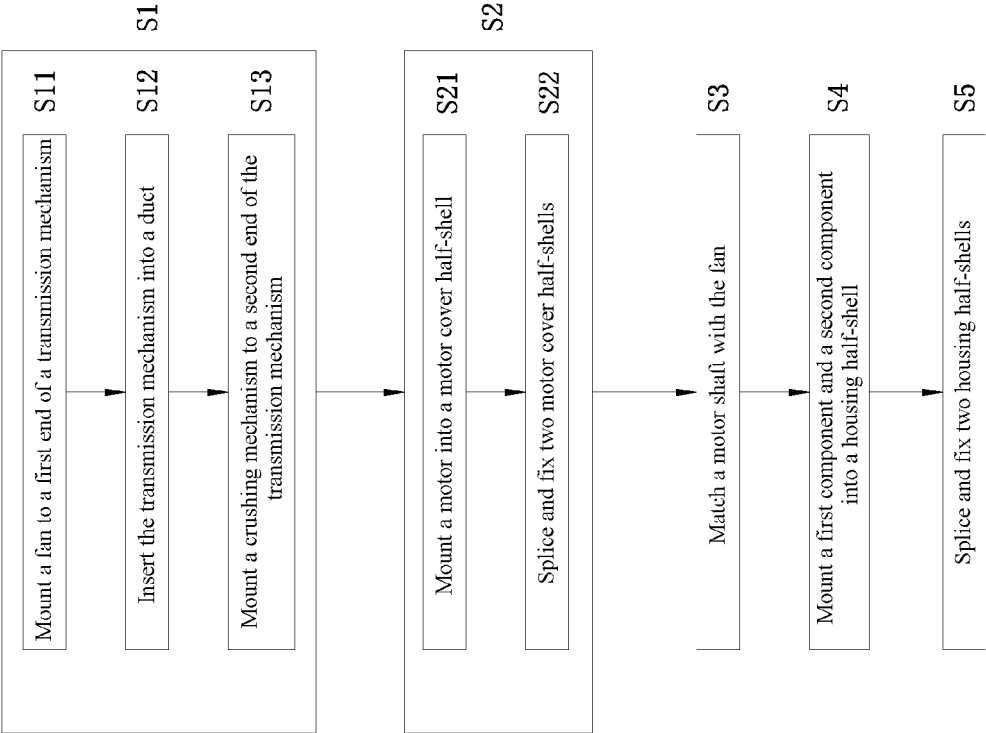 S1
S11
Mount a fan to a first end of a transmission mechanism
S12
Insert the transmission mechanism into a duct
S13
Mount a crushing mechanism to a second end of the
transmission mechanism
S2
S21
Mount a motor into a motor cover half-shell
S22
Splice and fix two motor cover half-shells
S3
Match a motor shaft with the fan
S4
Mount a first component and a second component
into a housing half-shell
S5
Splice and fix two housing half-shells